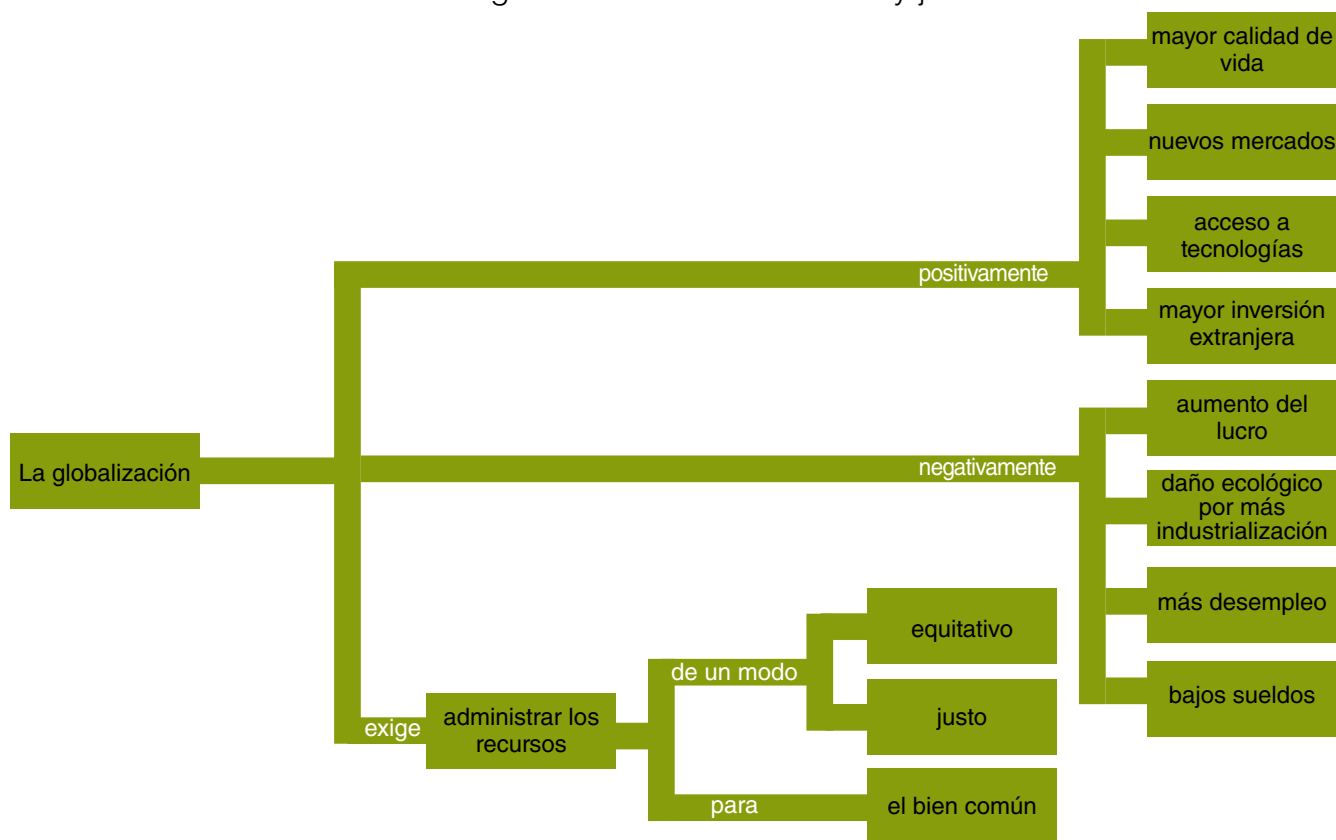 mayor calidad de
vida
nuevos mercados
acceso a
tecnologías
positivamente
mayor inversión
extranjera
aumento del
lucro
La globalización
negativamente
daño ecológico
por más
industrialización
más desempleo
equitativo
de un modo
bajos sueldos
justo
exige
administrar los
recursos
para
el bien común